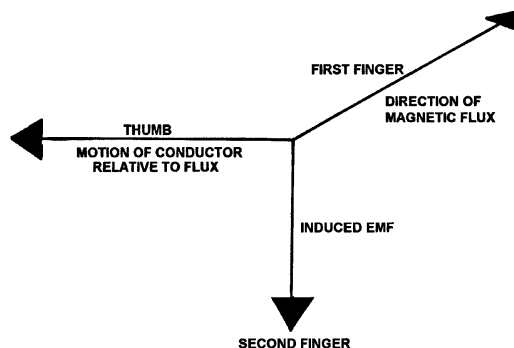 FIRST FINGER
DIRECTION OF
MAGNETIC FLUX
THUMB
MOTION OF CONDUCTOR
RELATIVE TO FLUX
INDUCED EMF
SECOND FINGER